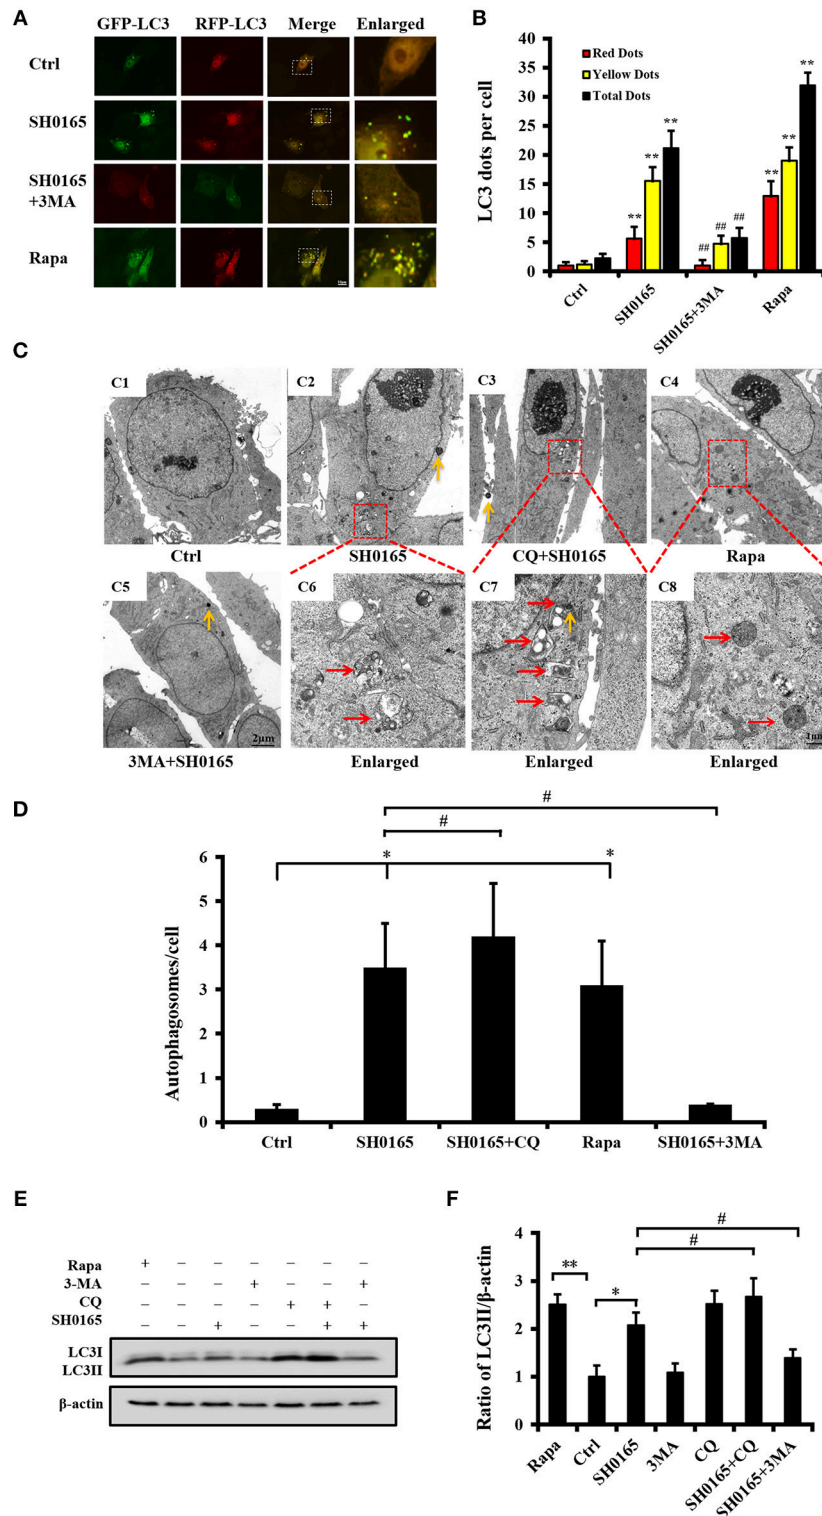 A
GFP-LC3 RFP-LC3 Merge Enlarged
Ctrl
SH0165
SH0165
+3MA
Rapa
B
LC3 dots per cell
Red Dots
Yellow Dots
Total Dots
40
35
30
25
20
15
10
5
0
** ** **
## ## ##
** ** **
Ctrl SH0165 SH0165+3MA Rapa
C
C1 C2 C3 C4
Ctrl SH0165 CQ+SH0165 Rapa
C5 C6 C7 C8
2μm 1μm
3MA+SH0165 Enlarged Enlarged Enlarged
D
#
#
* *
Autophagosomes/cell
6
5
4
3
2
1
0
Ctrl SH0165 SH0165+CQ Rapa SH0165+3MA
E
Rapa + − − − − − −
3-MA − − − + − − +
CQ − − − − + + −
SH0165 − − + − − + +
LC3I
LC3II
β-actin
F
Ratio of LC3II/β-actin
4
3
2
1
0
#
#
** *
Rapa Ctrl SH0165 3MA CQ SH0165+CQ SH0165+3MA